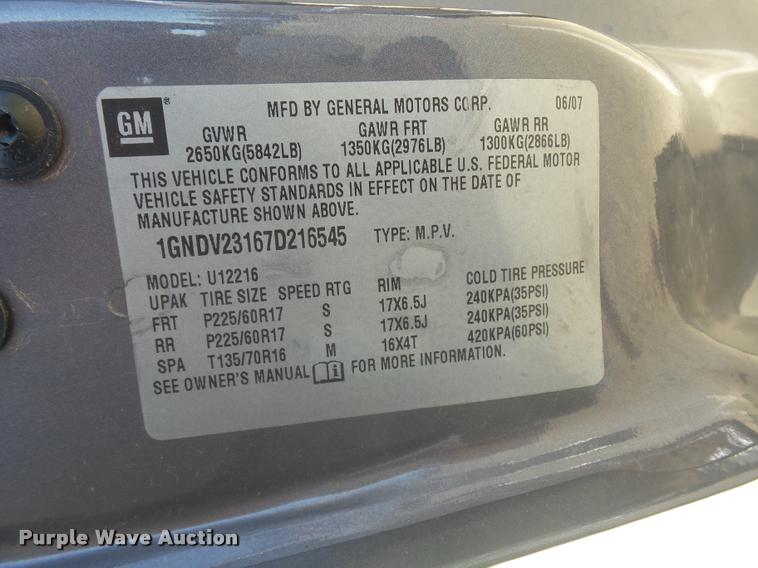 GM ® MFD BY GENERAL MOTORS CORP. 06/07
GVWR GAWR FRT GAWR RR
2650KG(5842LB) 1350KG(2976LB) 1300KG(2866LB)
THIS VEHICLE CONFORMS TO ALL APPLICABLE U.S. FEDERAL MOTOR
VEHICLE SAFETY STANDARDS IN EFFECT ON THE DATE OF
MANUFACTURE SHOWN ABOVE.
1GNDV23167D216545 TYPE: M.P.V.
MODEL: U12216
UPAK TIRE SIZE SPEED RTG RIM COLD TIRE PRESSURE
FRT P225/60R17 S 17X6.5J 240KPA(35PSI)
RR P225/60R17 S 17X6.5J 240KPA(35PSI)
SPA T135/70R16 M 16X4T 420KPA(60PSI)
SEE OWNER'S MANUAL i FOR MORE INFORMATION.
Purple Wave Auction